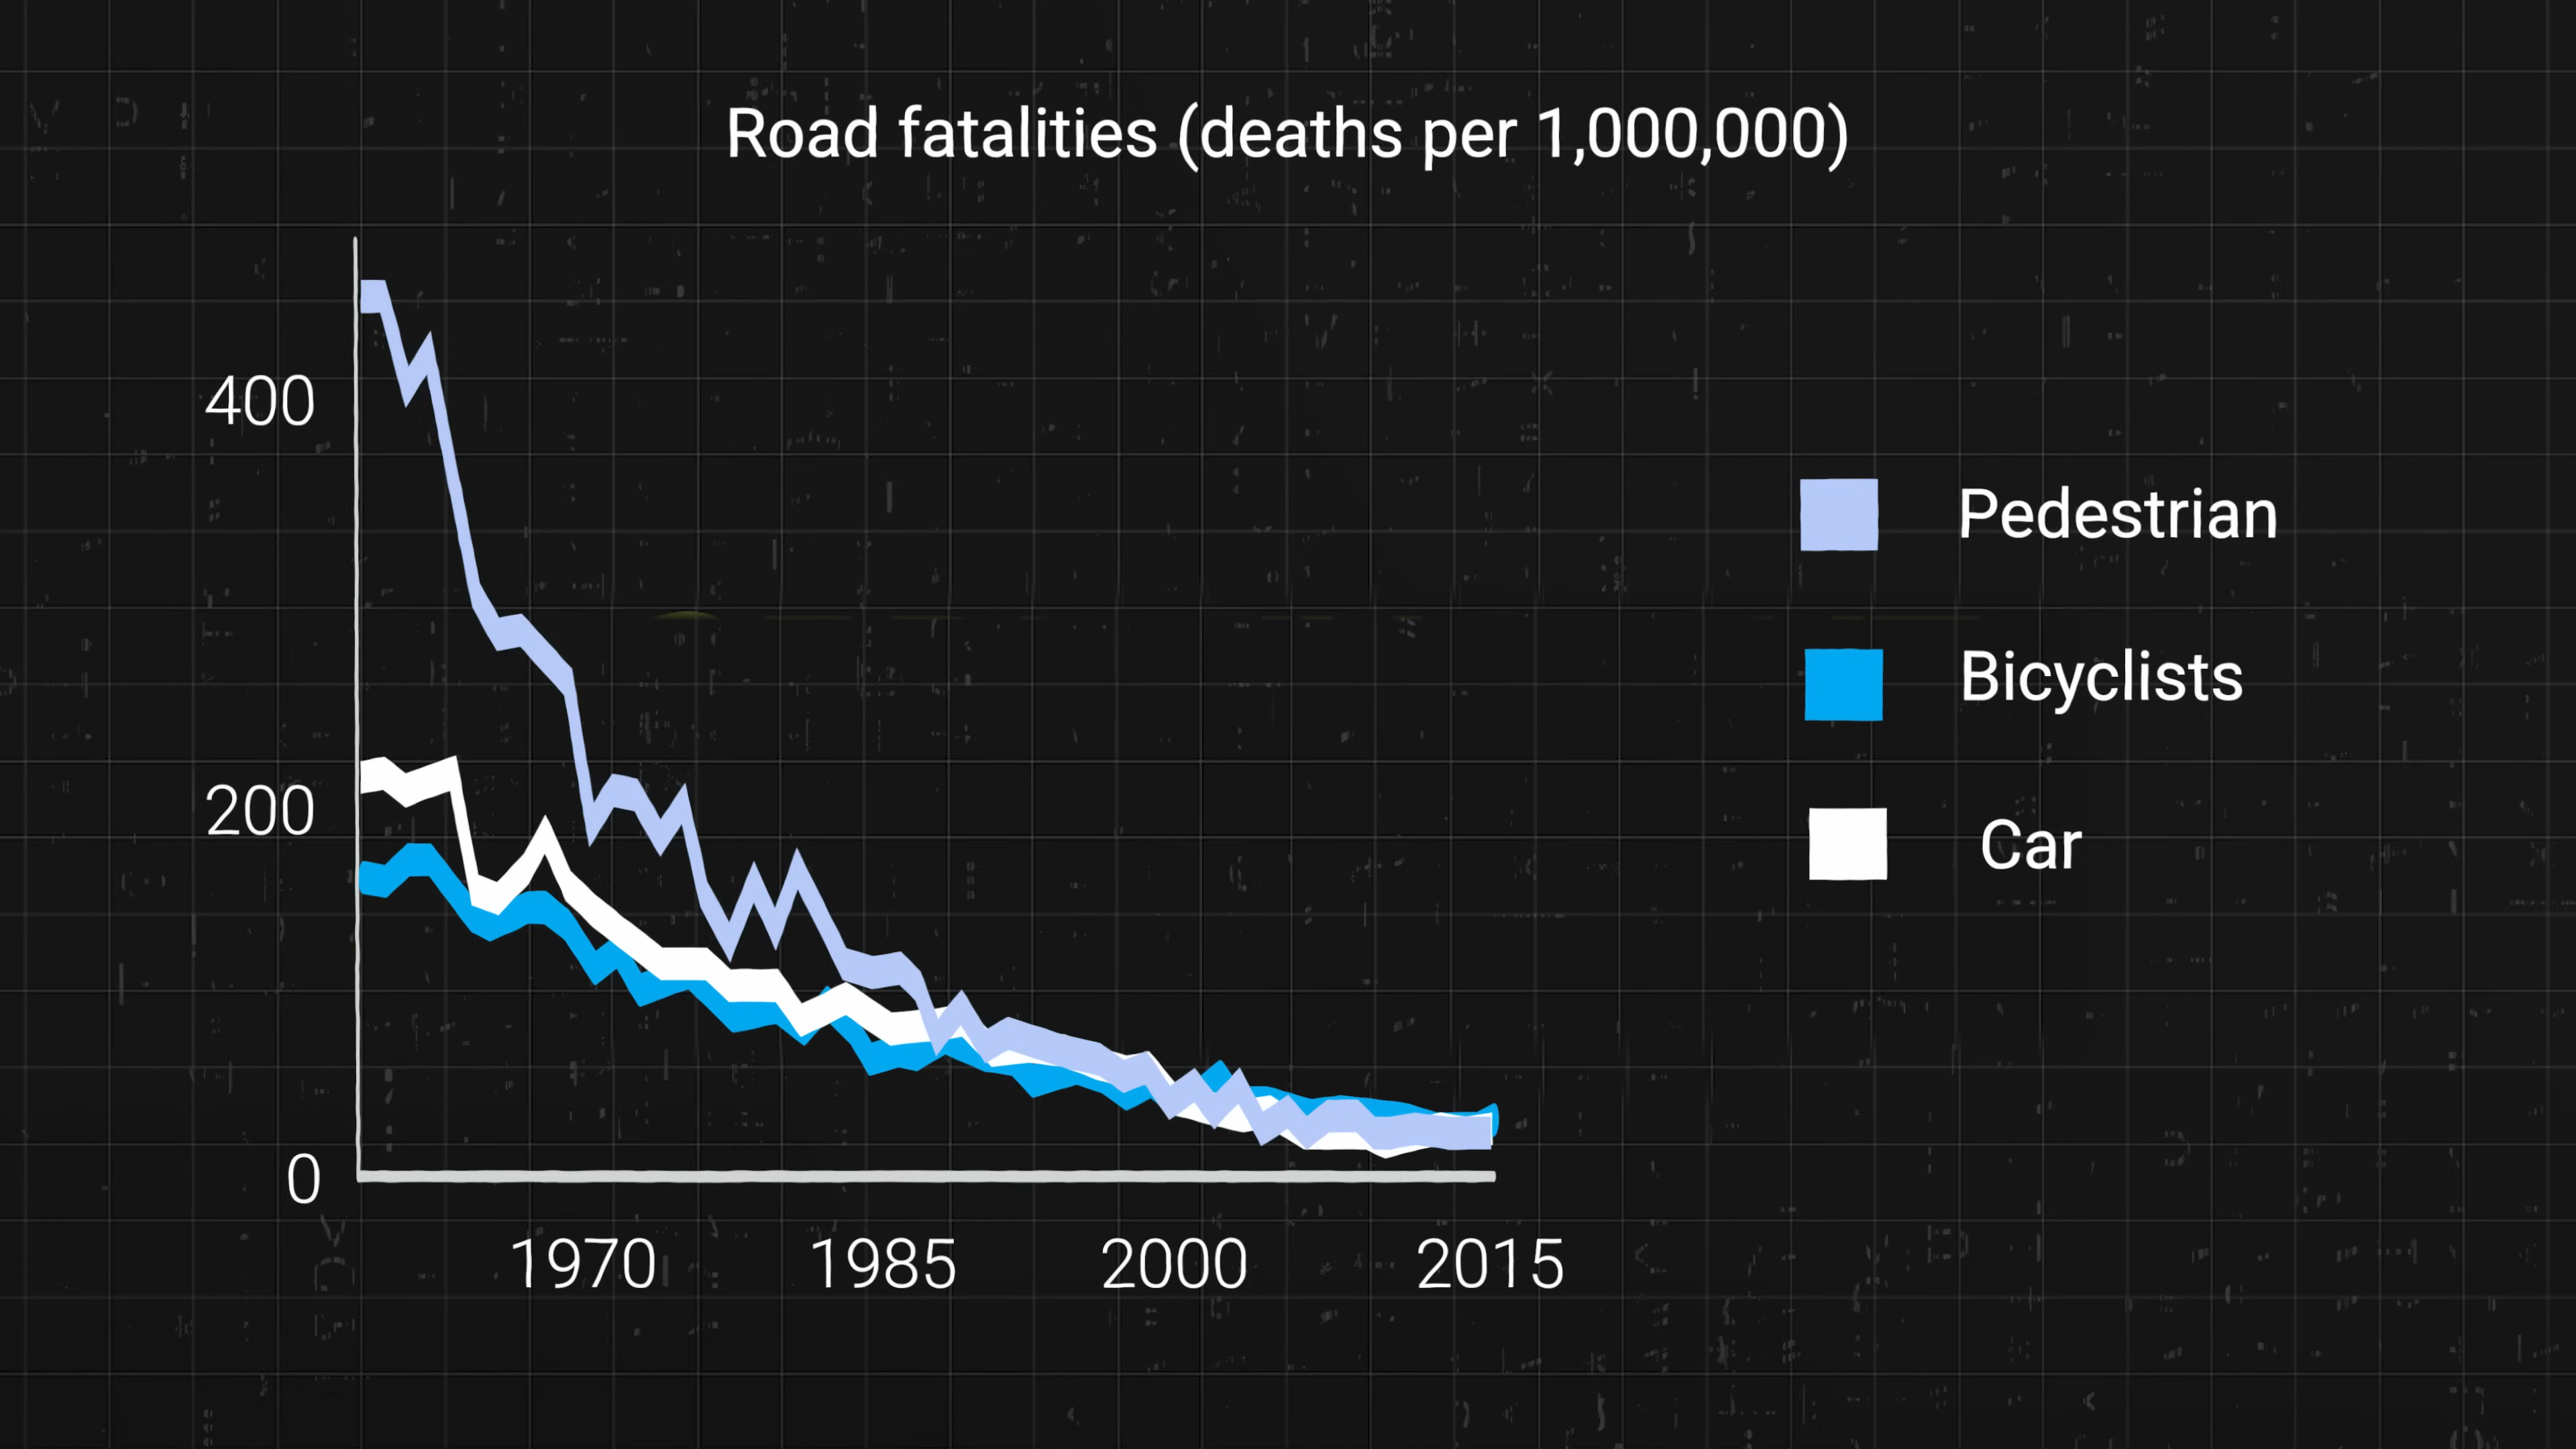 Road fatalities (deaths per 1,000,000)
400
200
0
1970 1985 2000 2015
Pedestrian
Bicyclists
Car